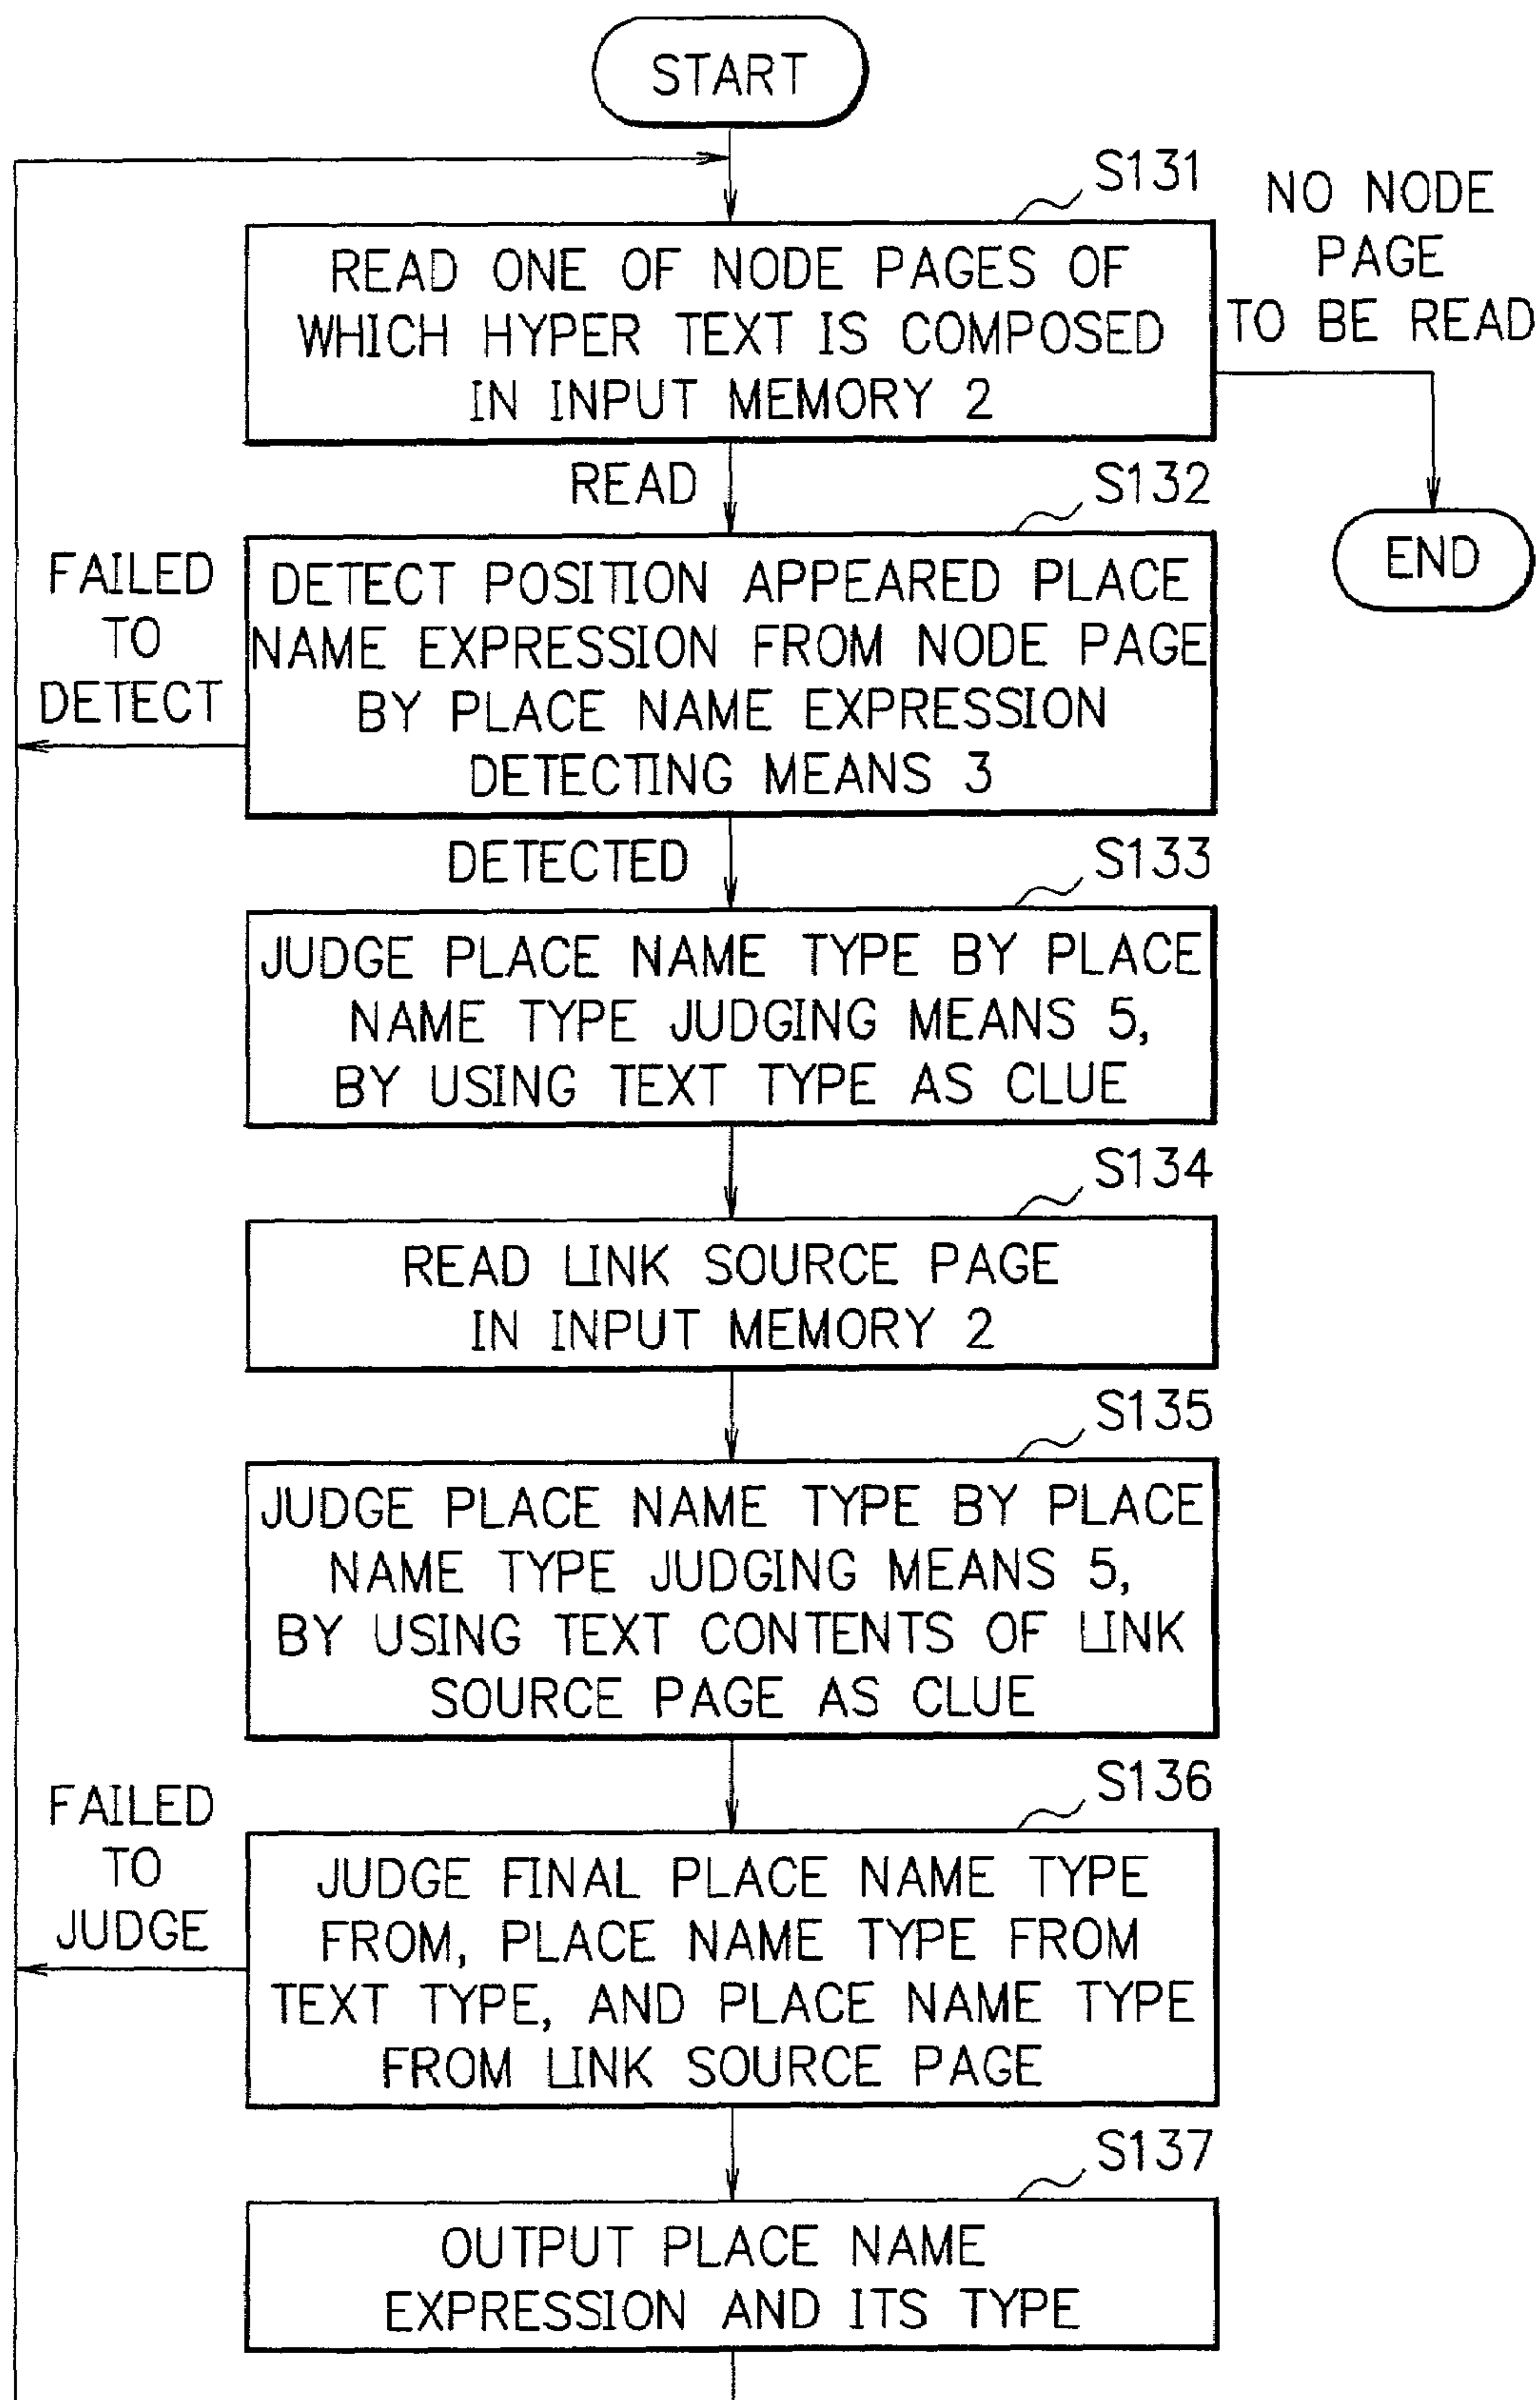 START
S131
NO NODE
PAGE
TO BE READ
READ ONE OF NODE PAGES OF
WHICH HYPER TEXT IS COMPOSED
IN INPUT MEMORY 2
READ
S132
END
FAILED
TO
DETECT
DETECT POSITION APPEARED PLACE
NAME EXPRESSION FROM NODE PAGE
BY PLACE NAME EXPRESSION
DETECTING MEANS 3
DETECTED
S133
JUDGE PLACE NAME TYPE BY PLACE
NAME TYPE JUDGING MEANS 5,
BY USING TEXT TYPE AS CLUE
S134
READ LINK SOURCE PAGE
IN INPUT MEMORY 2
S135
JUDGE PLACE NAME TYPE BY PLACE
NAME TYPE JUDGING MEANS 5,
BY USING TEXT CONTENTS OF LINK
SOURCE PAGE AS CLUE
S136
FAILED
TO
JUDGE
JUDGE FINAL PLACE NAME TYPE
FROM, PLACE NAME TYPE FROM
TEXT TYPE, AND PLACE NAME TYPE
FROM LINK SOURCE PAGE
S137
OUTPUT PLACE NAME
EXPRESSION AND ITS TYPE